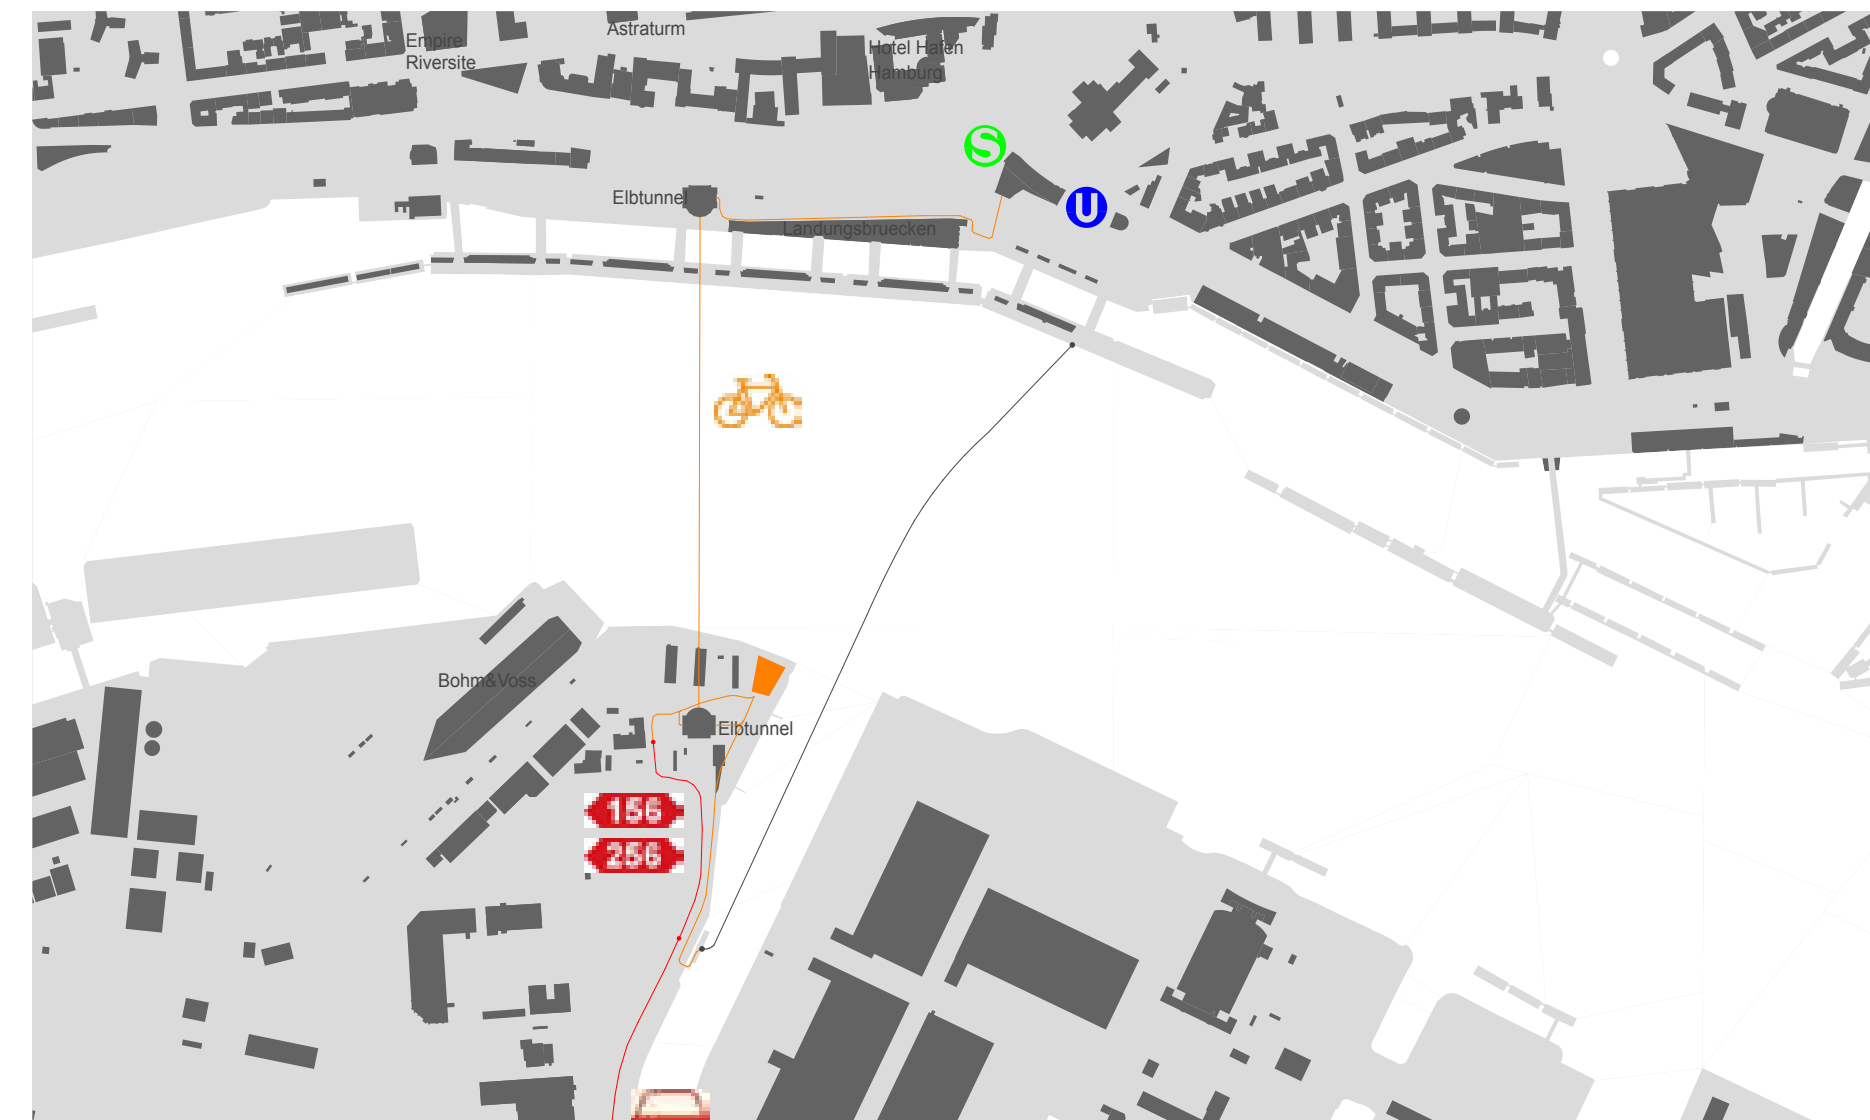 Astraturm
Empire
Riversite
Hotel Hafen
Hamburg
S
U
Elbtunnel
Landungsbruecken
Bohm&Voss
Elbtunnel
156
256